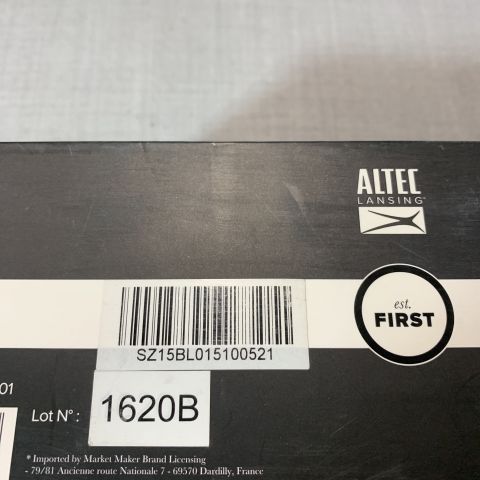 ALTEC
LANSING
est.
FIRST
SZ15BL015100521
01
Lot N° : 1620B
* Imported by Market Maker Brand Licensing
- 79/81 Ancienne route Nationale 7 - 69570 Dardilly, France